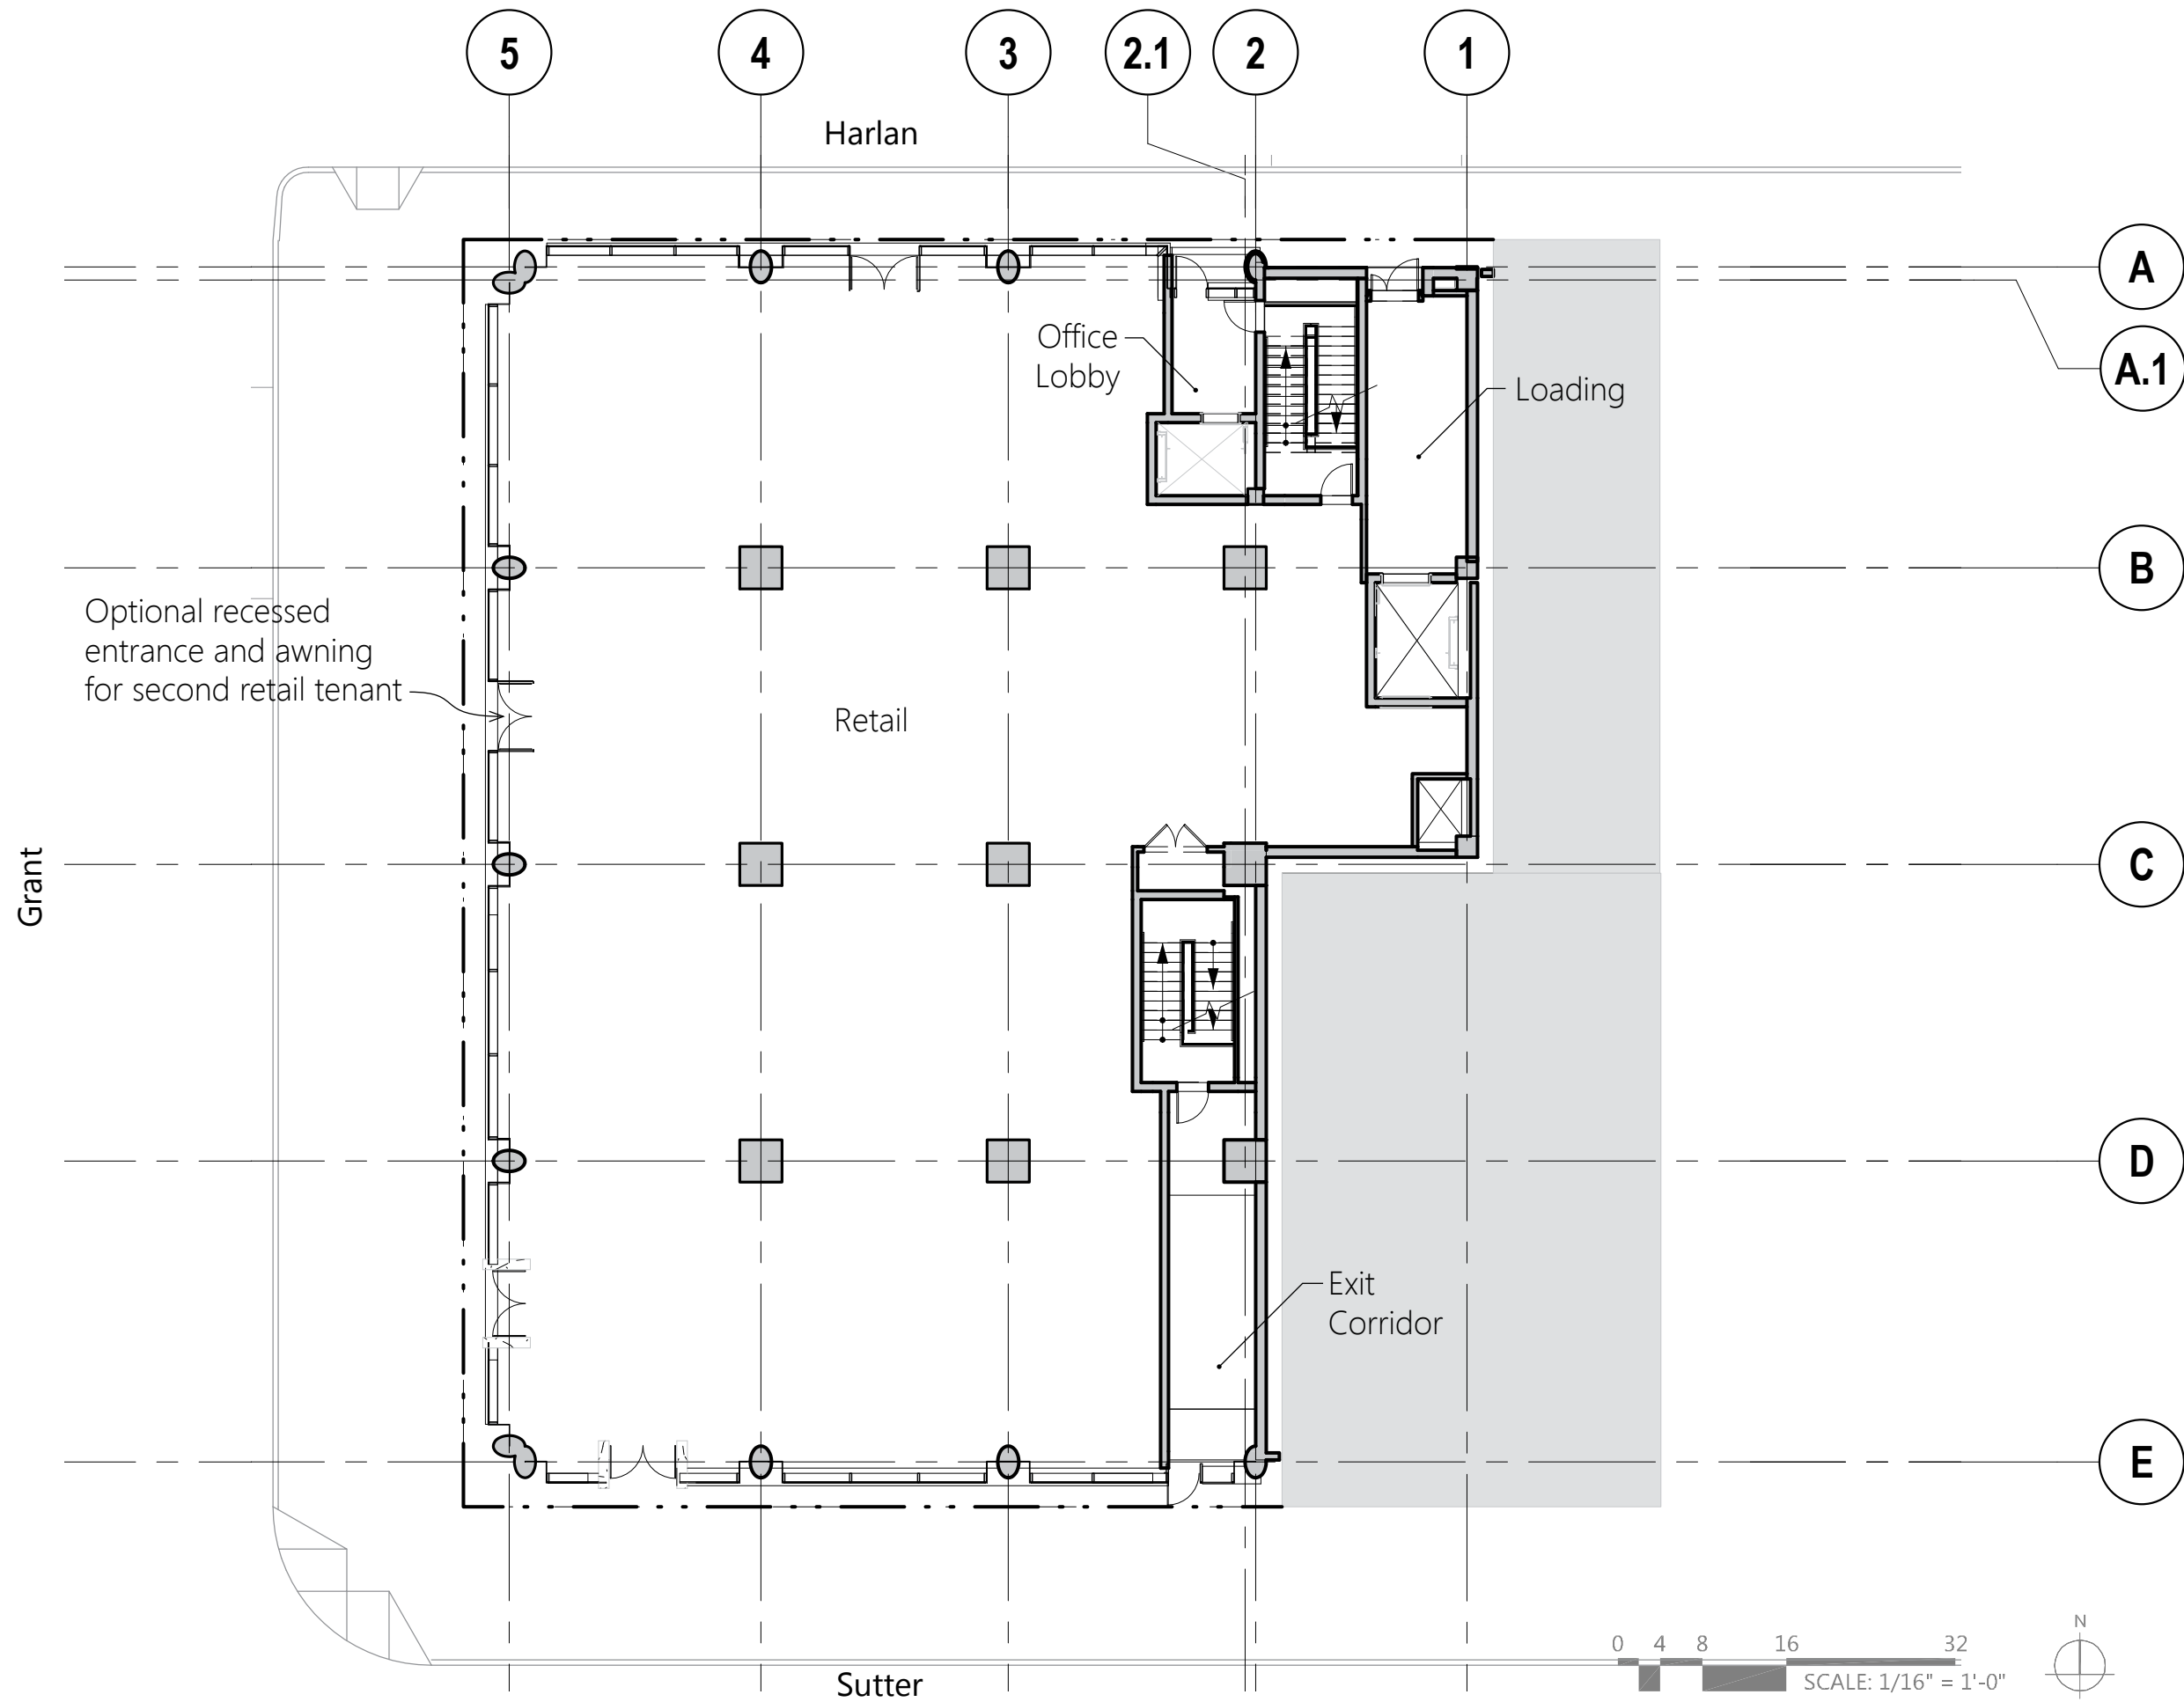 5
4
3
2.1
2
1
Harlan
A
Office
Lobby
A.1
Loading
B
Optional recessed
entrance and awning
for second retail tenant
Retail
Grant
C
D
Exit
Corridor
E
N
0 4 8 16 32
SCALE: 1/16" = 1'-0"
Sutter